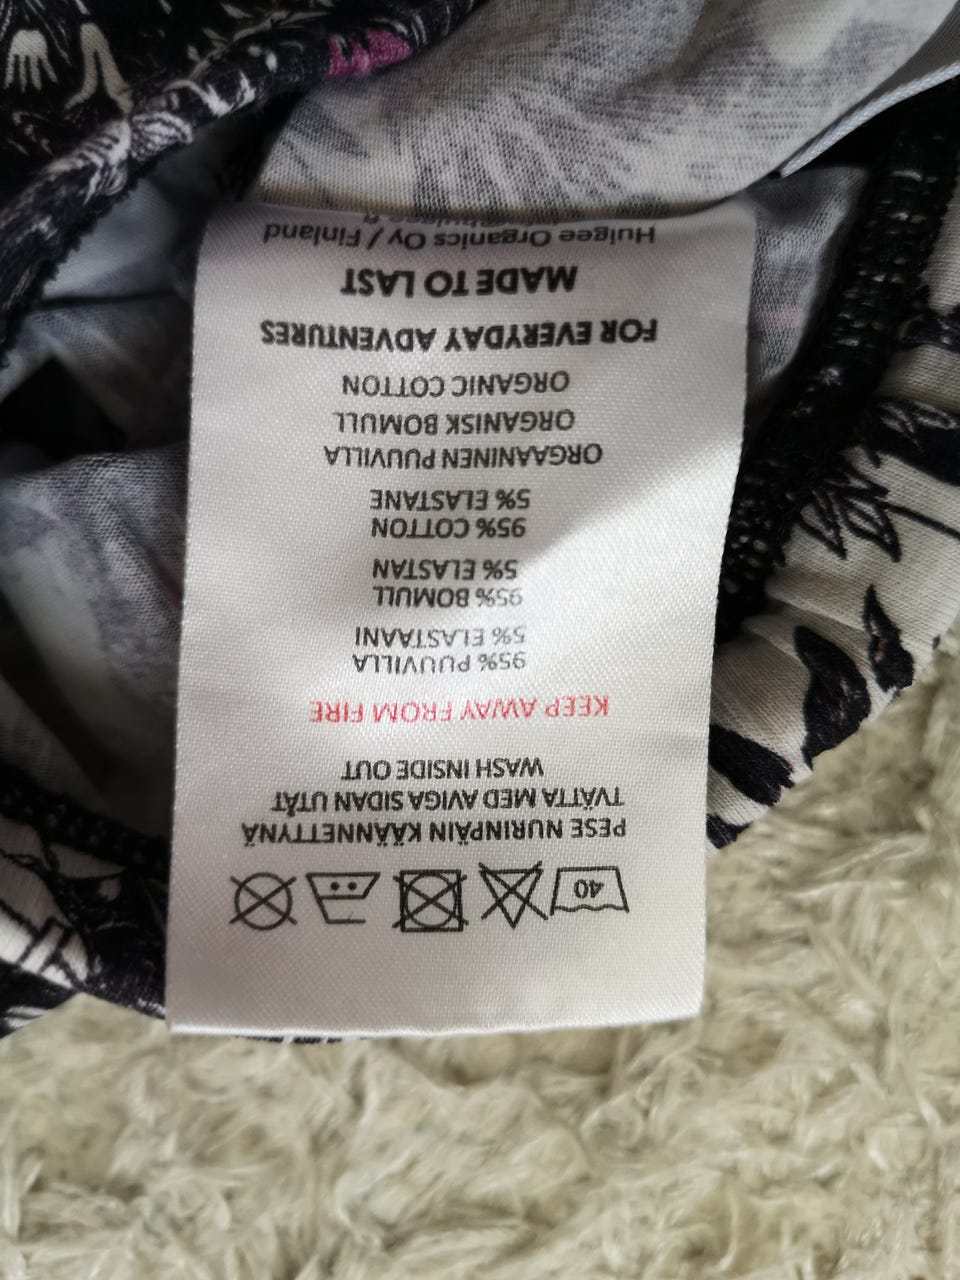 40
PESE NURINPÄIN KÄÄNNETTYNÄ
TVÄTTA MED AVIGA SIDAN UTÅT
WASH INSIDE OUT
KEEP AWAY FROM FIRE
95% PUUVILLA
5% ELASTAANI
95% BOMULL
5% ELASTAN
95% COTTON
5% ELASTANE
ORGAANINEN PUUVILLA
ORGANISK BOMULL
ORGANIC COTTON
FOR EVERYDAY ADVENTURES
MADE TO LAST
Huigee Organics Oy / Finland